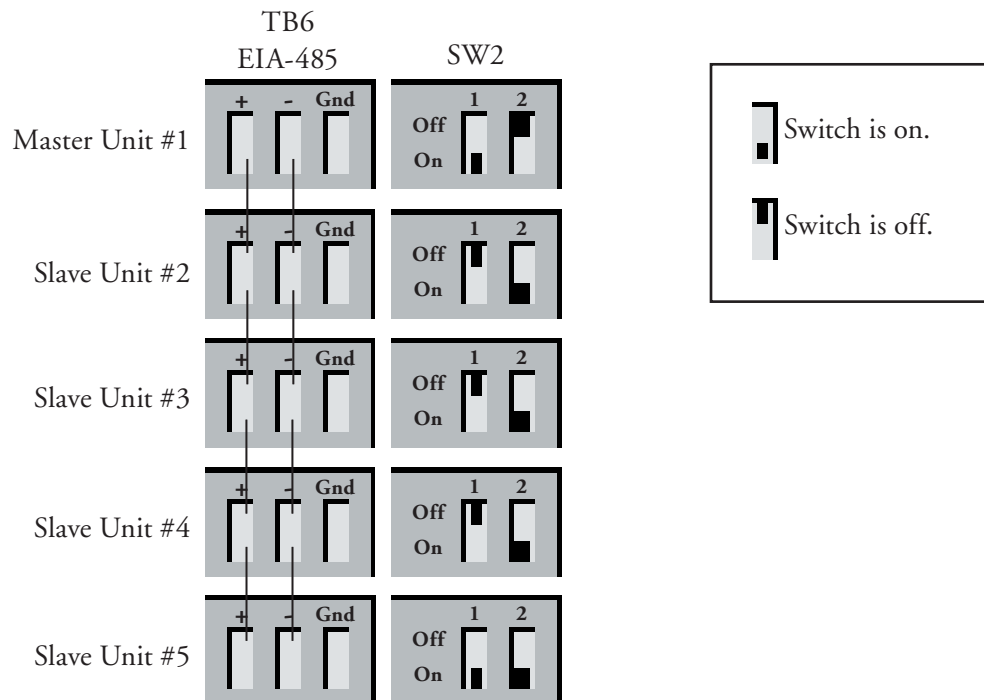 TB6
EIA-485
SW2
Master Unit #1
+ - Gnd
1 2
Off
On
Slave Unit #2
+ - Gnd
1 2
Off
On
Slave Unit #3
+ - Gnd
1 2
Off
On
Slave Unit #4
+ - Gnd
1 2
Off
On
Slave Unit #5
+ - Gnd
1 2
Off
On
Switch is on.
Switch is off.